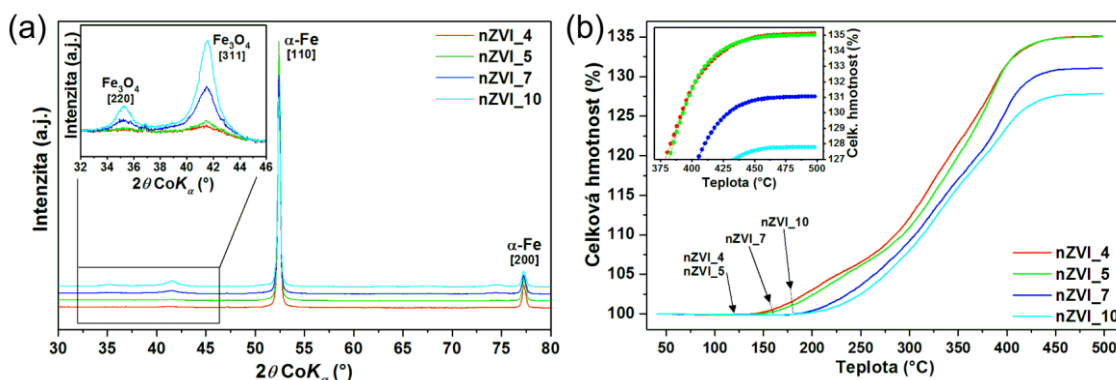 (a)
Intenzita (a.j.)
Fe₃O₄
[311]
Fe₃O₄
[220]
Intenzita (a.j.)
32 34 36 38 40 42 44 46
2θ CoKα (°)
α-Fe
[110]
nZVI_4
nZVI_5
nZVI_7
nZVI_10
α-Fe
[200]
30 35 40 45 50 55 60 65 70 75 80
2θ CoKα (°)
(b)
Celková hmotnost (%)
135
130
125
120
115
110
105
100
135
134
133
132
131
130
129
128
127
Celk. hmotnost (%)
375 400 425 450 475 500
Teplota (°C)
nZVI_10
nZVI_7
nZVI_4
nZVI_5
nZVI_4
nZVI_5
nZVI_7
nZVI_10
50 100 150 200 250 300 350 400 450 500
Teplota (°C)